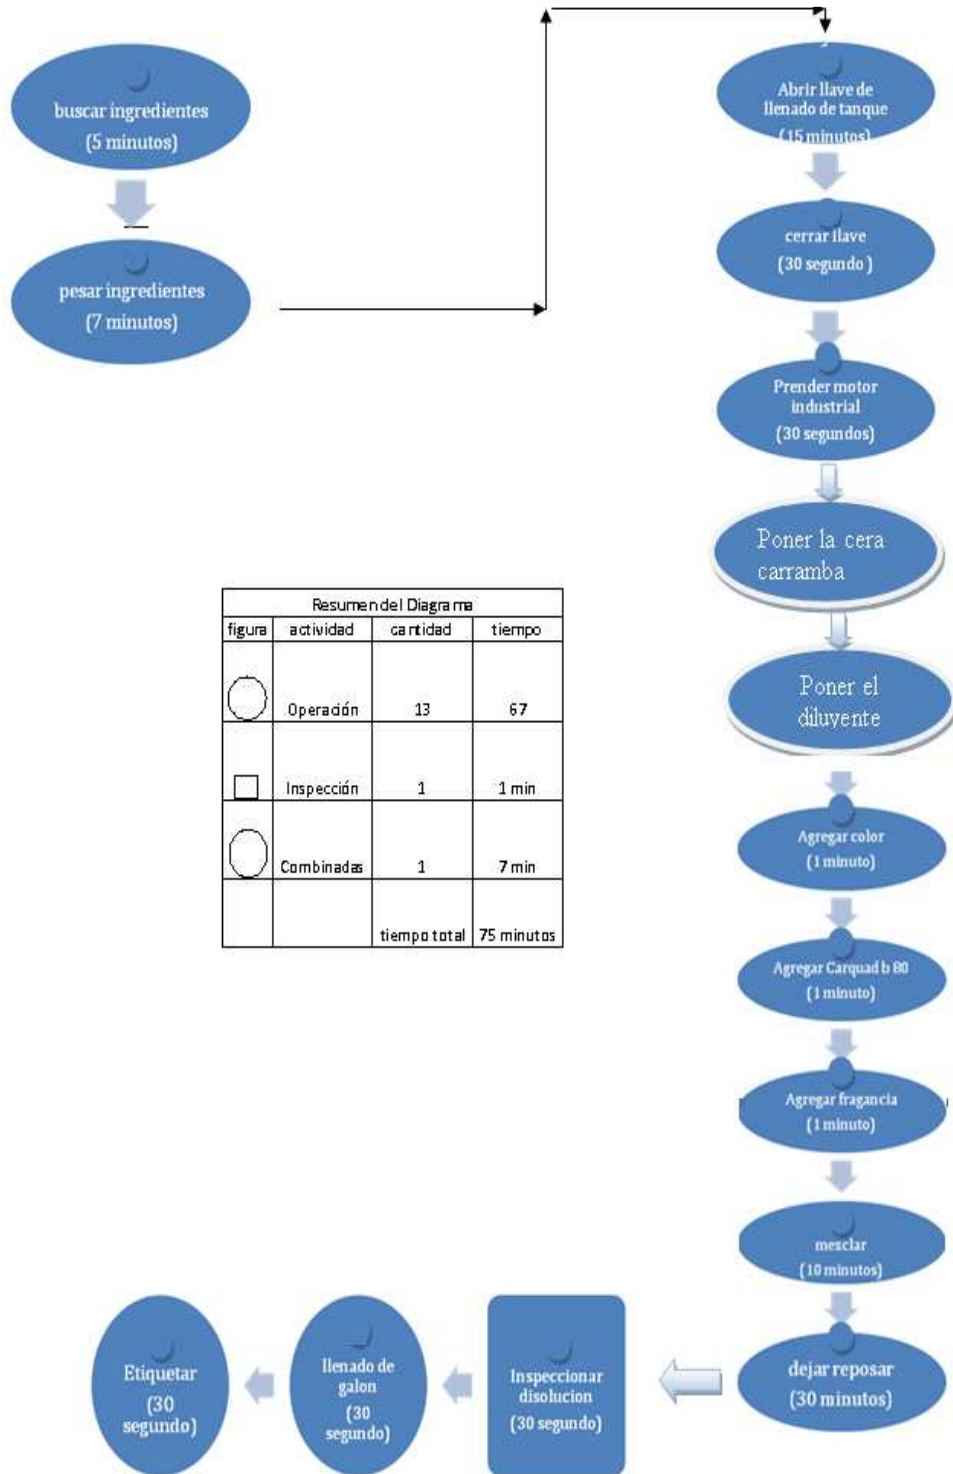 buscar ingredientes
(5 minutos)
pesar ingredientes
(7 minutos)
Abrir llave de
llenado de tanque
(15 minutos)
cerrar llave
(30 segundo )
Prender motor
industrial
(30 segundos)
Poner la cera
carramba
Poner el
diluyente
Agregar color
(1 minuto)
Agregar Carquad b 80
(1 minuto)
Agregar fragancia
(1 minuto)
mesclar
(10 minutos)
dejar reposar
(30 minutos)
Inspeccionar
disolucion
(30 segundo)
llenado de
galon
(30
segundo)
Etiquetar
(30
segundo)
Resumen del Diagrama
figura actividad cantidad tiempo
Operación 13 67
Inspección 1 1 min
Combinadas 1 7 min
tiempo total 75 minutos